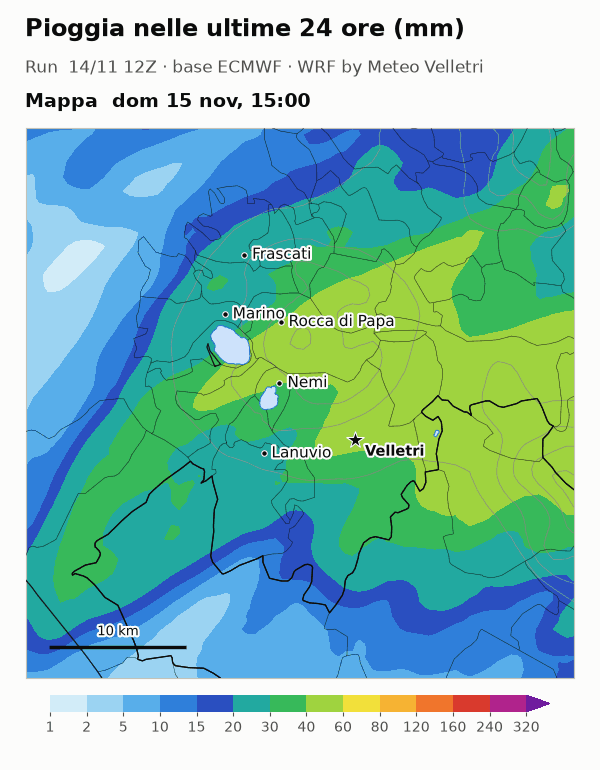 Pioggia nelle ultime 24 ore (mm)
Run  14/11 12Z · base ECMWF · WRF by Meteo Velletri
Mappa  dom 15 nov, 15:00
Frascati
Marino
Rocca di Papa
Nemi
Velletri
Lanuvio
10 km
1 2 5 10 15 20 30 40 60 80 120 160 240 320